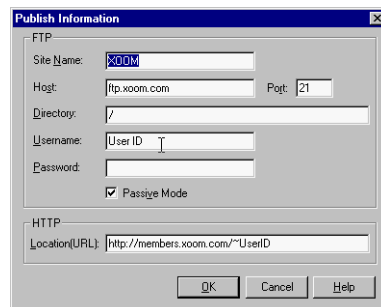 Publish Information
FTP
Site Name: XOOM
Host: ftp.xoom.com Port: 21
Directory: /
Username: User ID
Password:
Passive Mode
HTTP
Location(URL): http://members.xoom.com/~UserID
OK Cancel Help